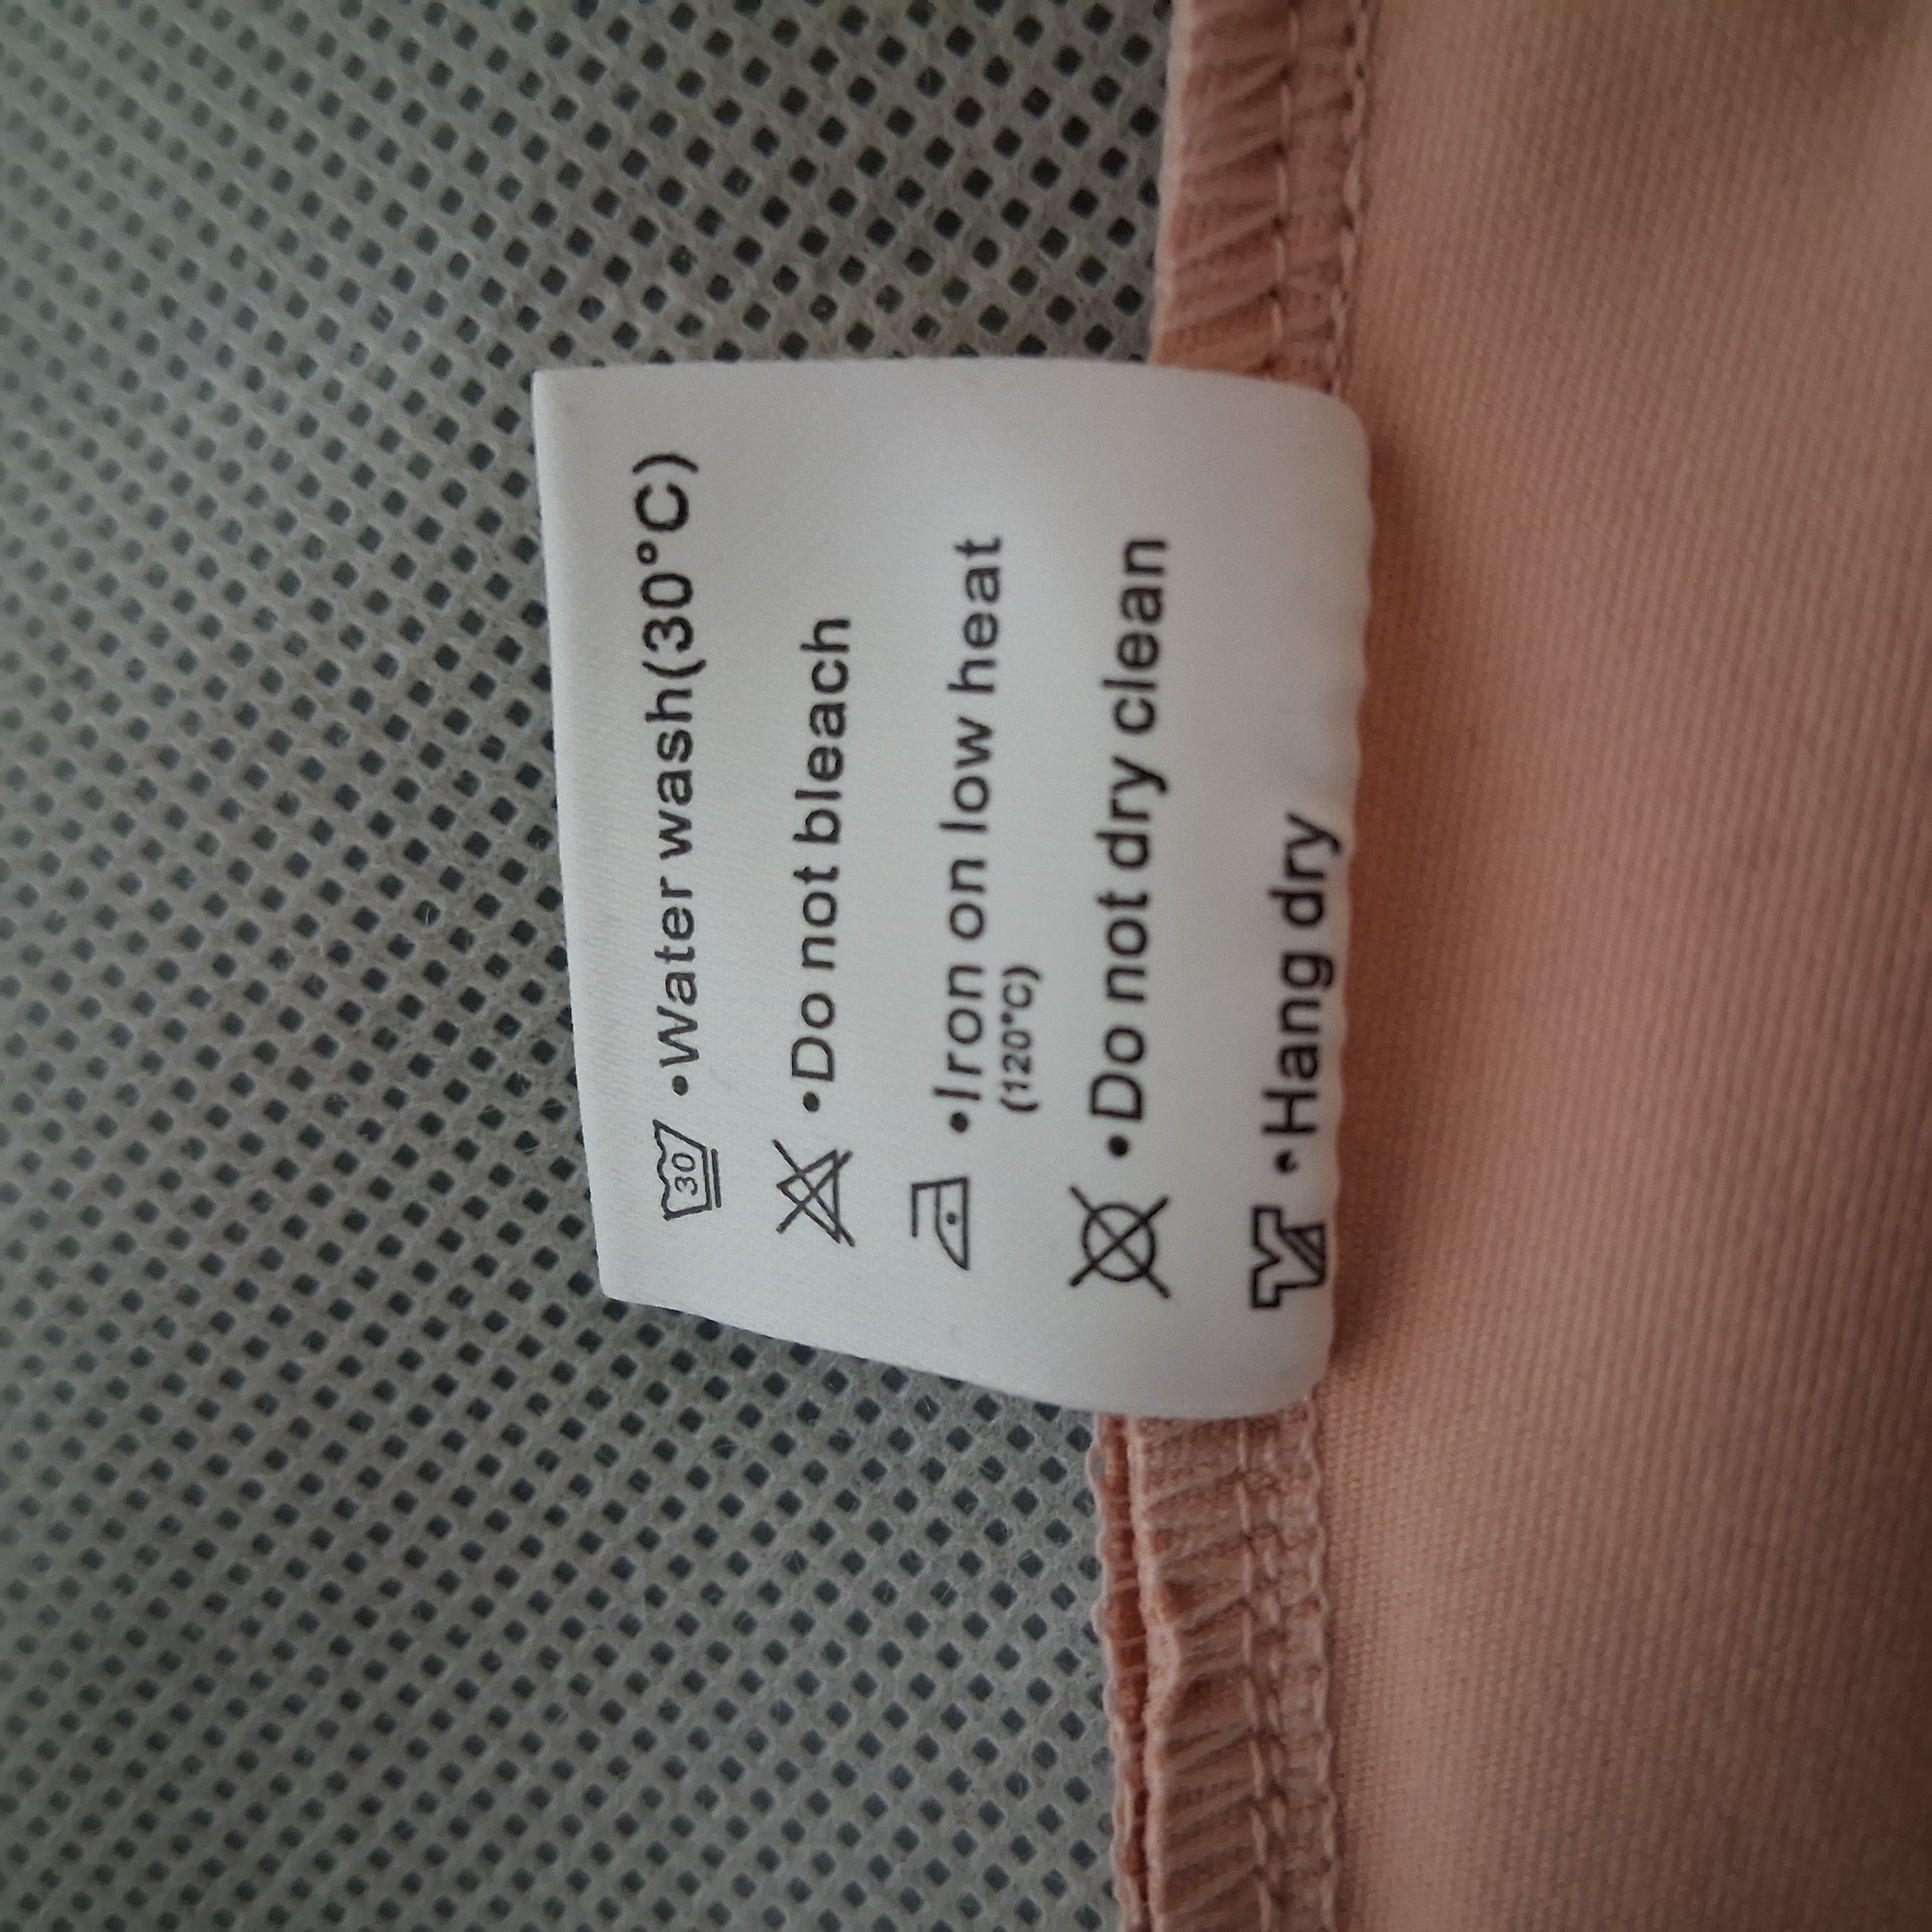 30 •Water wash(30°C)
•Do not bleach
•Iron on low heat
(120°C)
•Do not dry clean
•Hang dry